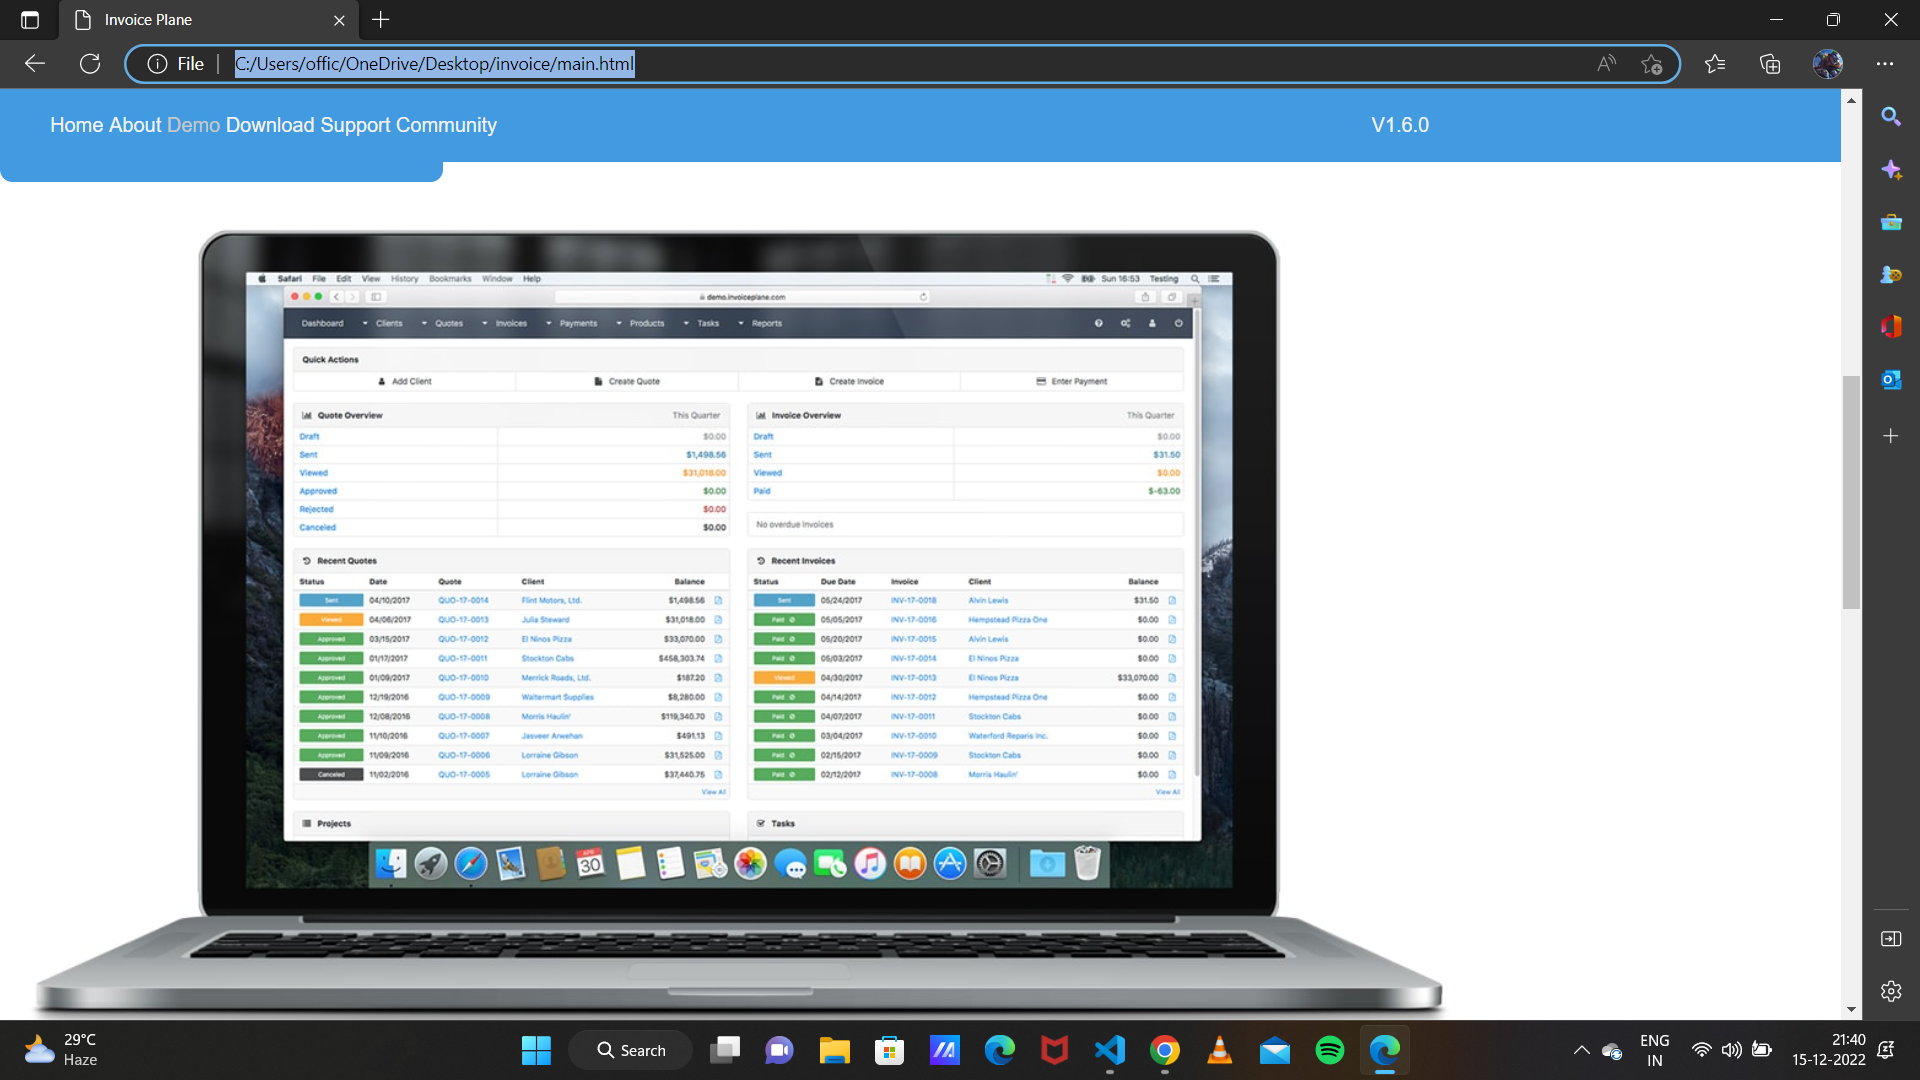 Invoice Plane
File
C:/Users/offic/OneDrive/Desktop/invoice/main.html
Home About Demo Download Support Community
V1.6.0
Safari File Edit View History Bookmarks Window Help
Sun 16:53 Testing
demo.invoiceplane.com
Dashboard Clients Quotes Invoices Payments Products Tasks Reports
Quick Actions
Add Client Create Quote Create Invoice Enter Payment
Quote Overview This Quarter
Draft $0.00
Sent $1,498.56
Viewed $31,018.00
Approved $0.00
Rejected $0.00
Canceled $0.00
Invoice Overview This Quarter
Draft $0.00
Sent $31.50
Viewed $0.00
Paid $-63.00
No overdue Invoices
Recent Quotes
Status Date Quote Client Balance
Sent 04/10/2017 QUO-17-0014 Flint Motors, Ltd. $1,498.56
Viewed 04/06/2017 QUO-17-0013 Julia Steward $31,018.00
Approved 03/15/2017 QUO-17-0012 El Ninos Pizza $33,070.00
Approved 01/17/2017 QUO-17-0011 Stockton Cabs $458,303.74
Approved 01/09/2017 QUO-17-0010 Merrick Roads, Ltd. $187.20
Approved 12/19/2016 QUO-17-0009 Waltermart Supplies $8,280.00
Approved 12/08/2016 QUO-17-0008 Morris Haulin' $119,340.70
Approved 11/10/2016 QUO-17-0007 Jasveer Arwehan $491.13
Approved 11/09/2016 QUO-17-0006 Lorraine Gibson $31,525.00
Canceled 11/02/2016 QUO-17-0005 Lorraine Gibson $37,440.75
View All
Recent Invoices
Status Due Date Invoice Client Balance
Sent 05/24/2017 INV-17-0018 Alvin Lewis $31.50
Paid 05/05/2017 INV-17-0016 Hempstead Pizza One $0.00
Paid 05/20/2017 INV-17-0015 Alvin Lewis $0.00
Paid 05/03/2017 INV-17-0014 El Ninos Pizza $0.00
Viewed 04/30/2017 INV-17-0013 El Ninos Pizza $33,070.00
Paid 04/14/2017 INV-17-0012 Hempstead Pizza One $0.00
Paid 04/07/2017 INV-17-0011 Stockton Cabs $0.00
Paid 03/04/2017 INV-17-0010 Waterford Reparis Inc. $0.00
Paid 02/15/2017 INV-17-0009 Stockton Cabs $0.00
Paid 02/12/2017 INV-17-0008 Morris Haulin' $0.00
View All
Projects
Tasks
APR
30
29°C
Haze
Search
ENG
IN
21:40
15-12-2022